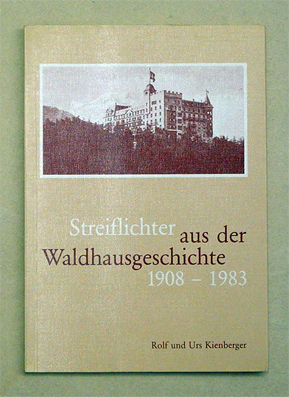 Streiflichter aus der
Waldhausgeschichte
1908 – 1983
Rolf und Urs Kienberger